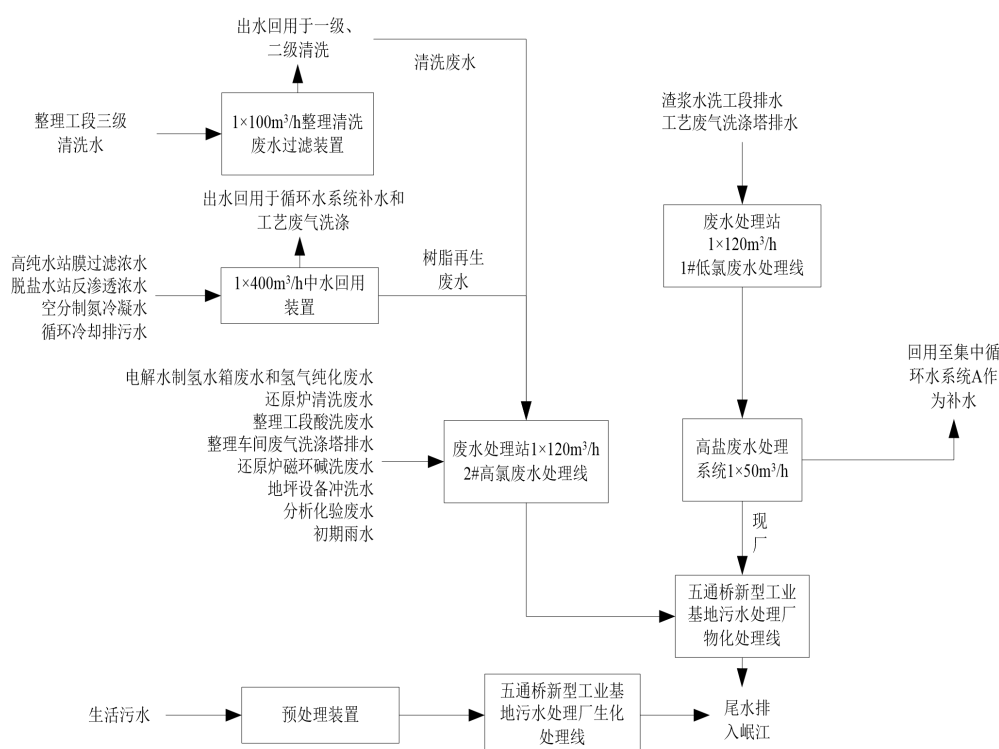 出水回用于一级、
二级清洗
清洗废水
整理工段三级
清洗水
1×100m³/h整理清洗
废水过滤装置
渣浆水洗工段排水
工艺废气洗涤塔排水
出水回用于循环水系统补水和
工艺废气洗涤
高纯水站膜过滤浓水
脱盐水站反渗透浓水
空分制氮冷凝水
循环冷却排污水
1×400m³/h中水回用
装置
树脂再生
废水
废水处理站
1×120m³/h
1#低氯废水处理线
电解水制氢水箱废水和氢气纯化废水
还原炉清洗废水
整理工段酸洗废水
整理车间废气洗涤塔排水
还原炉磁环碱洗废水
地坪设备冲洗水
分析化验废水
初期雨水
废水处理站1×120m³/h
2#高氯废水处理线
高盐废水处理
系统1×50m³/h
回用至集中循
环水系统A作
为补水
现
厂
五通桥新型工业
基地污水处理厂
物化处理线
生活污水
预处理装置
五通桥新型工业基
地污水处理厂生化
处理线
尾水排
入岷江